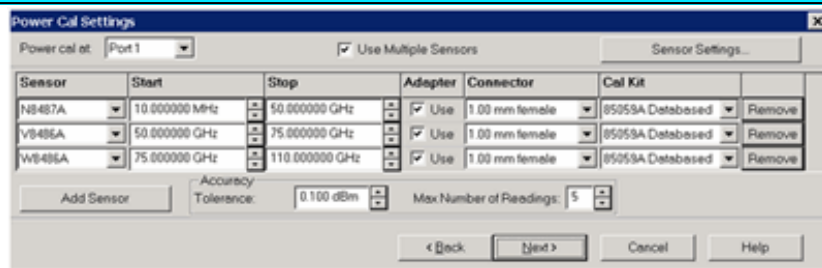 Power Cal Settings
Power cal at: Port 1 Use Multiple Sensors Sensor Settings...
Sensor Start Stop Adapter Connector Cal Kit
N8487A 10.000000 MHz 50.000000 GHz Use 1.00 mm female 85059A Databased Remove
V8486A 50.000000 GHz 75.000000 GHz Use 1.00 mm female 85059A Databased Remove
W8486A 75.000000 GHz 110.000000 GHz Use 1.00 mm female 85059A Databased Remove
Add Sensor Accuracy Tolerance: 0.100 dBm Max Number of Readings: 5
< Back Next > Cancel Help